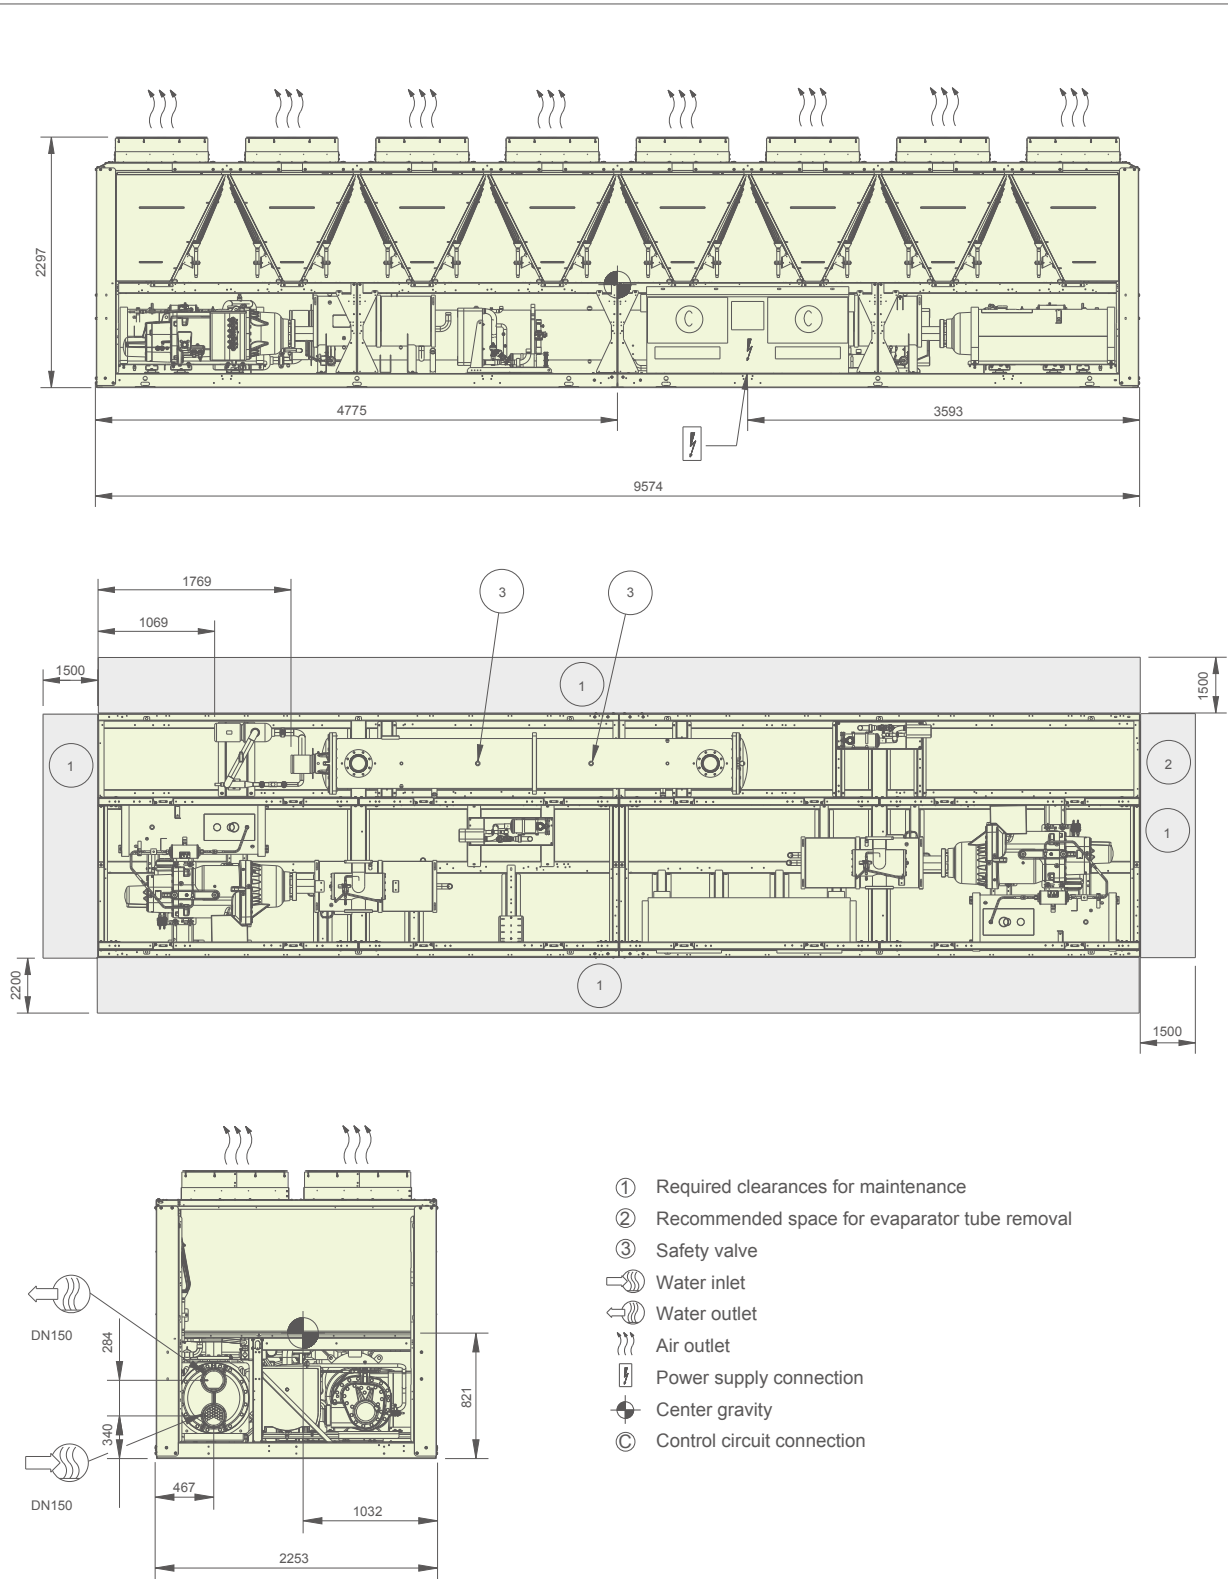 2297
C
C
4775
3593
9574
1769
3
3
1069
1500
1500
1
1
2
1
2200
1
1500
① Required clearances for maintenance
② Recommended space for evaparator tube removal
③ Safety valve
Water inlet
Water outlet
DN150
284
Air outlet
Power supply connection
821
Center gravity
340
© Control circuit connection
467
DN150
1032
2253